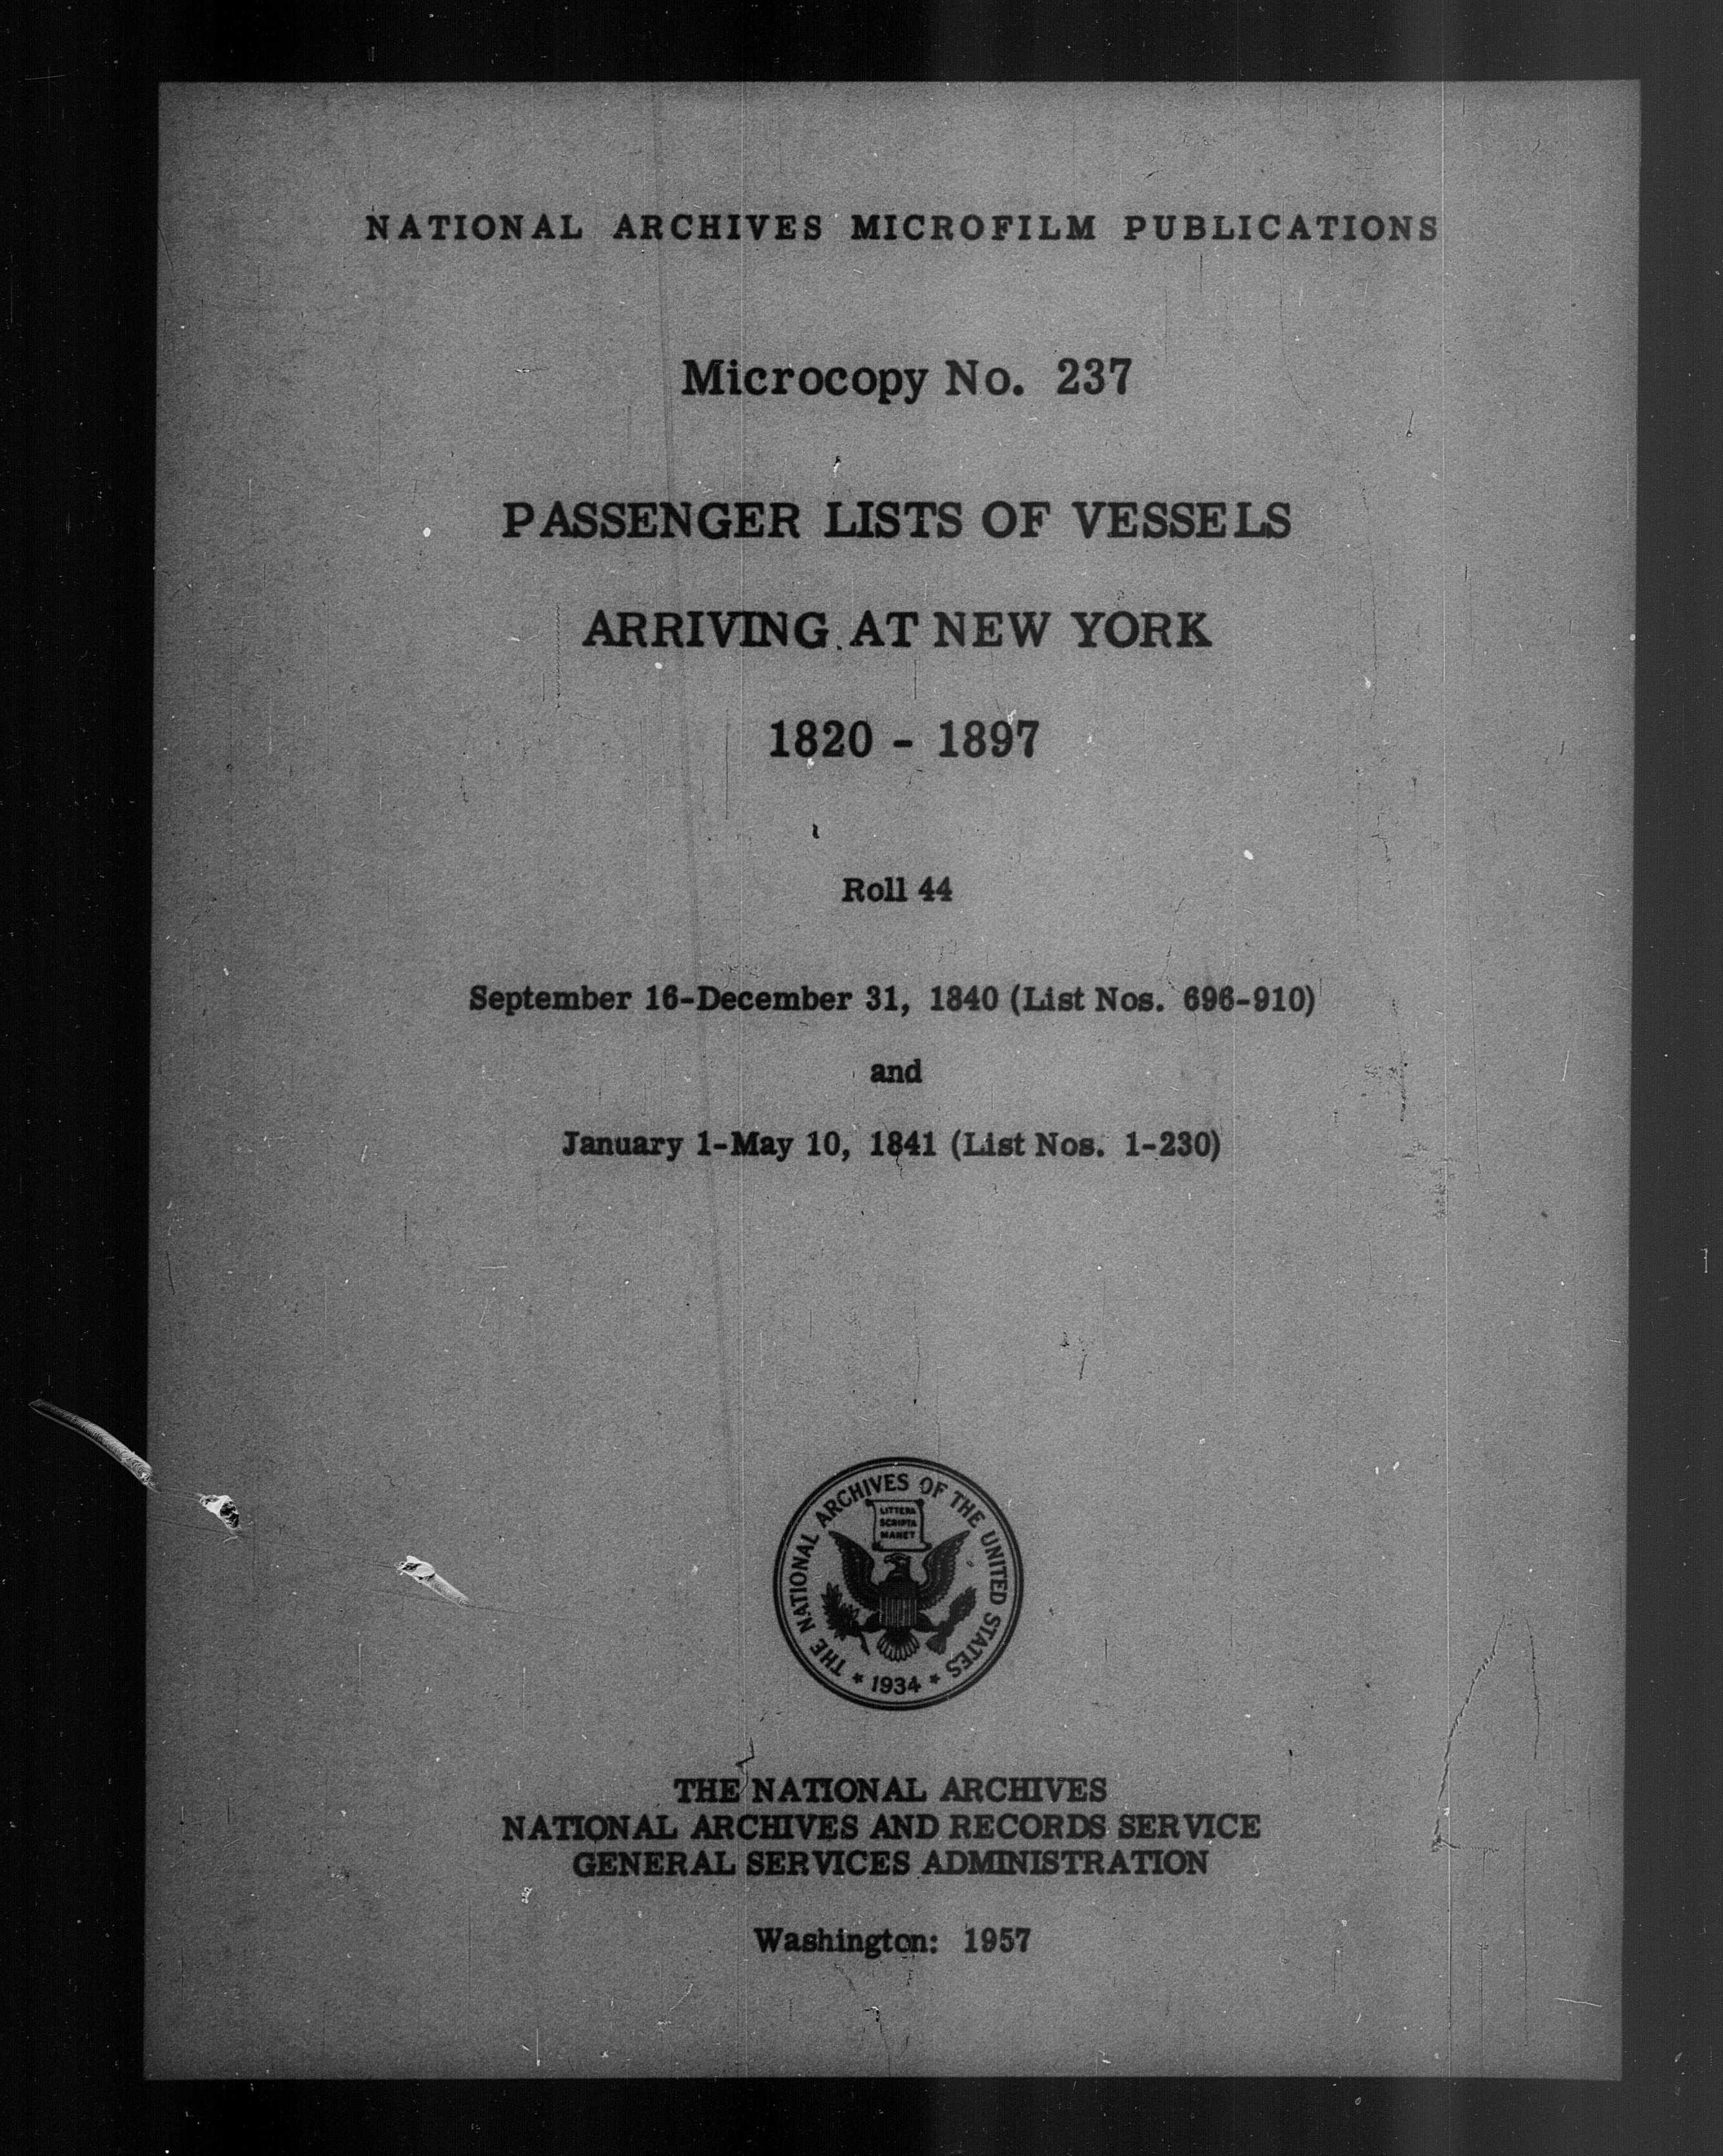 NATIONAL ARCHIVES MICROFILM PUBLICATIONS
Microcopy No. 237
PASSENGER LISTS OF VESSELS
ARRIVING AT NEW YORK
1820 - 1897
Roll 44
September 16-December 31, 1840 (List Nos. 696-910)
and
January 1-May 10, 1841 (List Nos. 1-230)
THE NATIONAL ARCHIVES OF THE UNITED STATES
LITTERA
SCRIPTA
MANET
* 1934 *
THE NATIONAL ARCHIVES
NATIONAL ARCHIVES AND RECORDS SERVICE
GENERAL SERVICES ADMINISTRATION
Washington: 1957